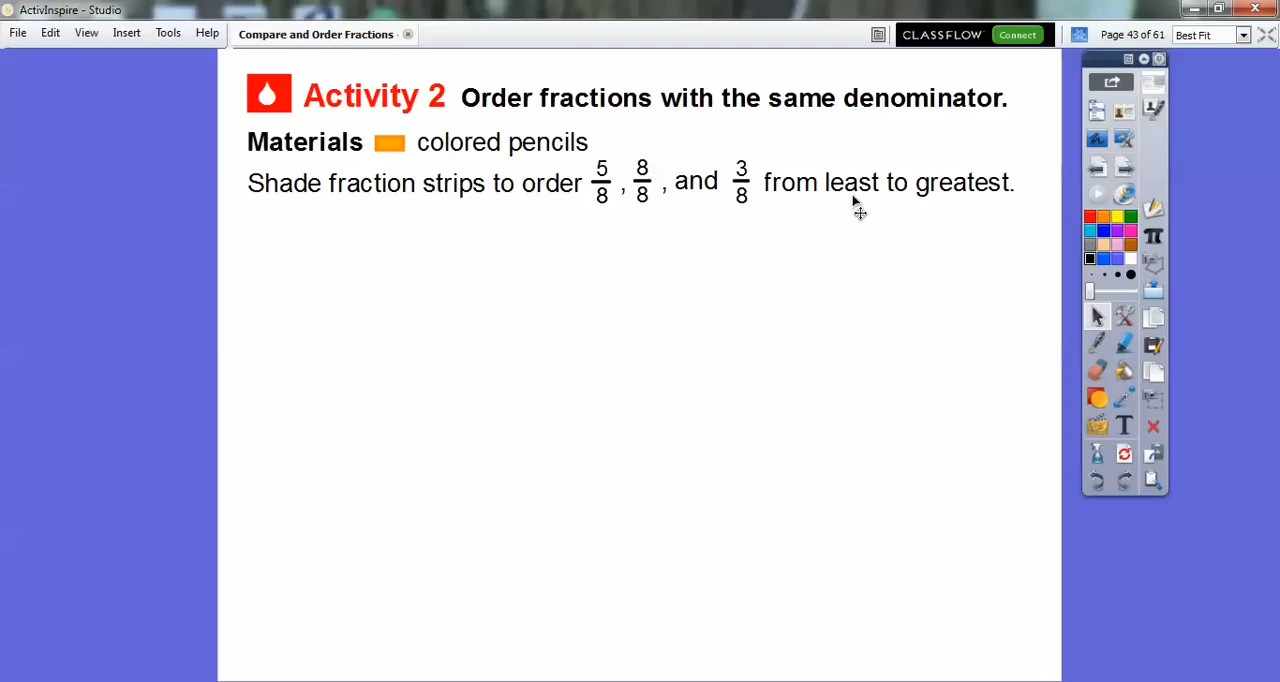 ActivInspire - Studio
File Edit View Insert Tools Help
Compare and Order Fractions
CLASSFLOW Connect
Page 43 of 61
Best Fit
Activity 2 Order fractions with the same denominator.
Materials colored pencils
Shade fraction strips to order 5/8, 8/8, and 3/8 from least to greatest.